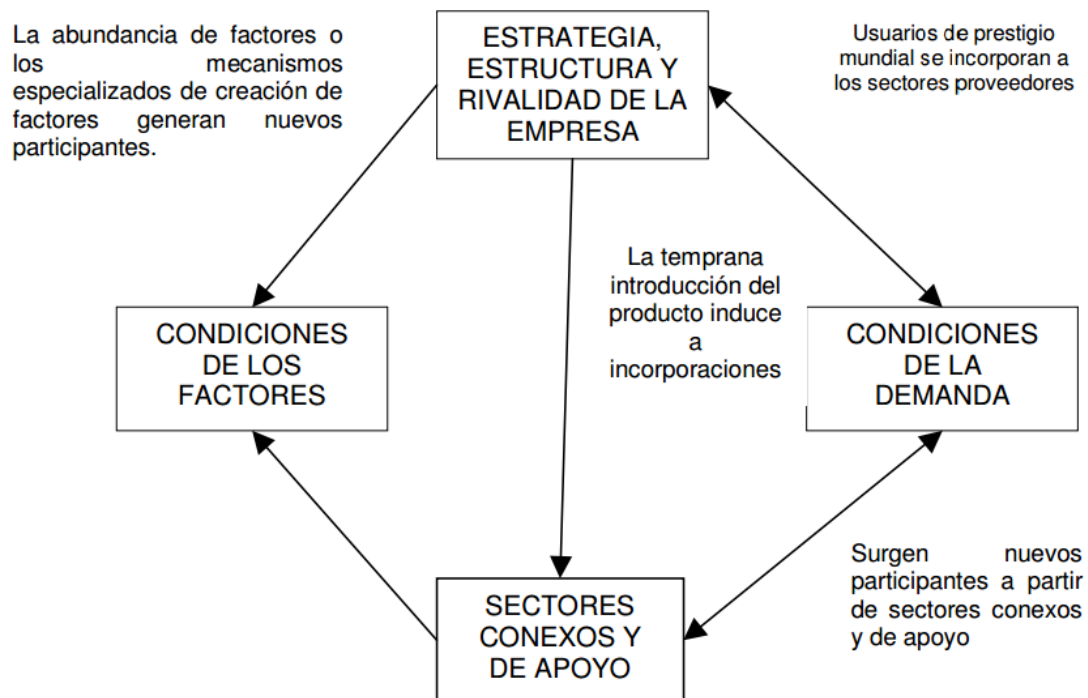 La abundancia de factores o
los mecanismos
especializados de creación de
factores generan nuevos
participantes.
ESTRATEGIA,
ESTRUCTURA Y
RIVALIDAD DE LA
EMPRESA
Usuarios de prestigio
mundial se incorporan a
los sectores proveedores
La temprana
introducción del
producto induce
a
incorporaciones
CONDICIONES
DE LOS
FACTORES
CONDICIONES
DE LA
DEMANDA
SECTORES
CONEXOS Y
DE APOYO
Surgen nuevos
participantes a partir
de sectores conexos
y de apoyo